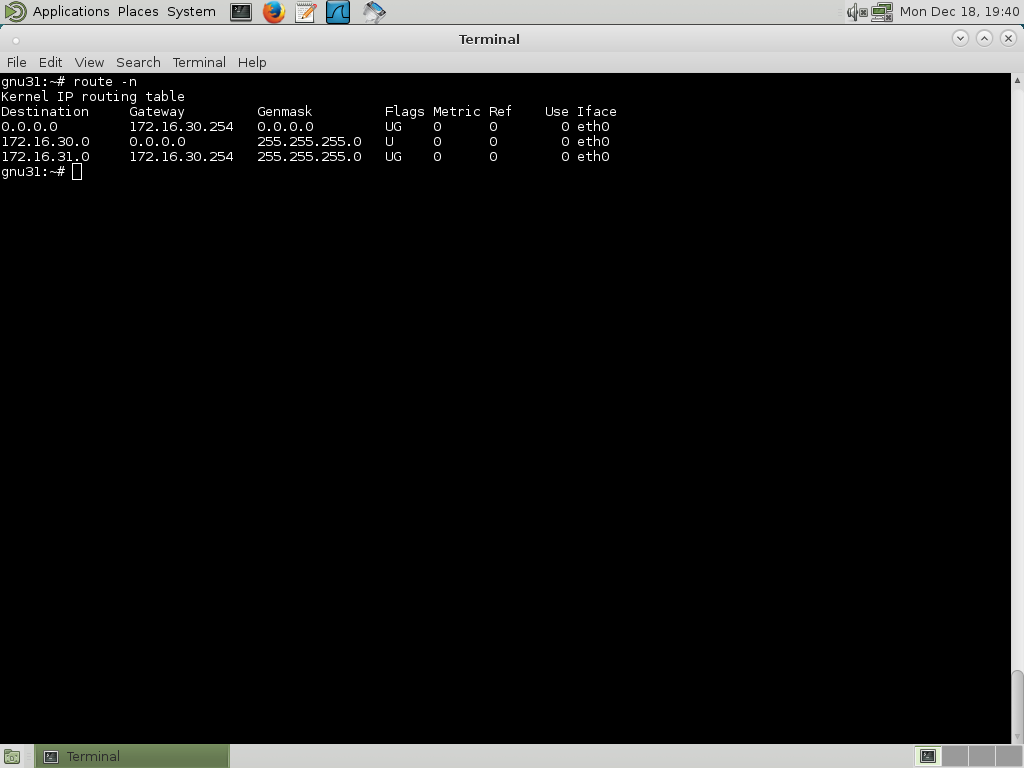 Applications Places System Mon Dec 18, 19:40
Terminal
File Edit View Search Terminal Help
gnu31:~# route -n
Kernel IP routing table
Destination     Gateway         Genmask         Flags Metric Ref    Use Iface
0.0.0.0         172.16.30.254   0.0.0.0         UG    0      0        0 eth0
172.16.30.0     0.0.0.0         255.255.255.0   U     0      0        0 eth0
172.16.31.0     172.16.30.254   255.255.255.0   UG    0      0        0 eth0
gnu31:~#
Terminal